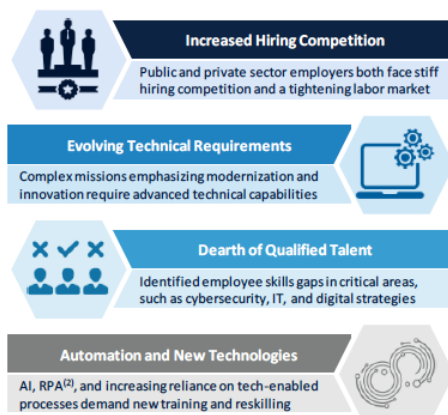 Increased Hiring Competition
Public and private sector employers both face stiff
hiring competition and a tightening labor market
Evolving Technical Requirements
Complex missions emphasizing modernization and
innovation require advanced technical capabilities
Dearth of Qualified Talent
Identified employee skills gaps in critical areas,
such as cybersecurity, IT, and digital strategies
Automation and New Technologies
AI, RPA(2), and increasing reliance on tech-enabled
processes demand new training and reskilling